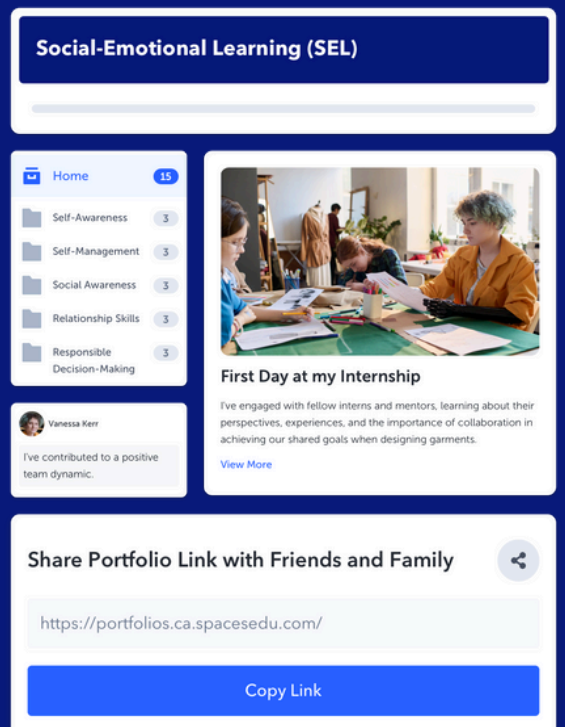 Social-Emotional Learning (SEL)
Home
15
Self-Awareness
3
Self-Management
3
Social Awareness
3
Relationship Skills
3
Responsible
Decision-Making
3
Vanessa Kerr
I've contributed to a positive
team dynamic.
First Day at my Internship
I've engaged with fellow interns and mentors, learning about their
perspectives, experiences, and the importance of collaboration in
achieving our shared goals when designing garments.
View More
Share Portfolio Link with Friends and Family
https://portfolios.ca.spacesedu.com/
Copy Link